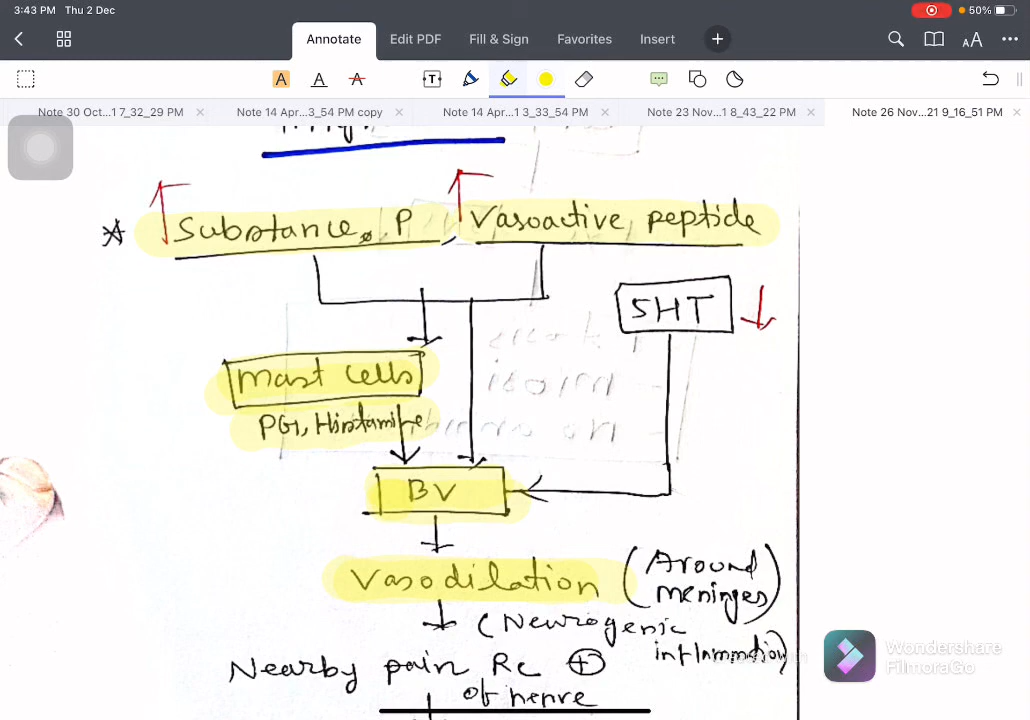 3:43 PM Thu 2 Dec
50%
Annotate Edit PDF Fill & Sign Favorites Insert
AA
A A A T
Note 30 Oct...1 7_32_29 PM
Note 14 Apr...3_54 PM copy
Note 14 Apr...1 3_33_54 PM
Note 23 Nov...1 8_43_22 PM
Note 26 Nov...21 9_16_51 PM
Substance P, Vasoactive peptide
5HT
Mast cells
PG, Histamine
BV
Vasodilation (Around meninges)
(Neurogenic inflammation)
Nearby pain Rc ⊕
of nerve
Wondershare
FilmoraGo